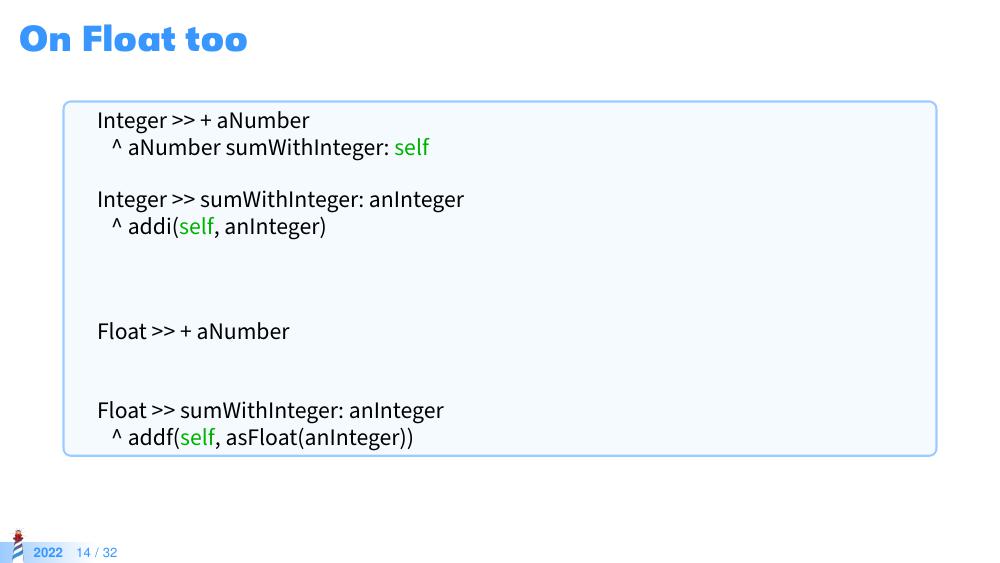 On Float too
Integer >> + aNumber
^ aNumber sumWithInteger: self
Integer >> sumWithInteger: anInteger
^ addi(self, anInteger)
Float >> + aNumber
Float >> sumWithInteger: anInteger
^ addf(self, asFloat(anInteger))
2022 14 / 32